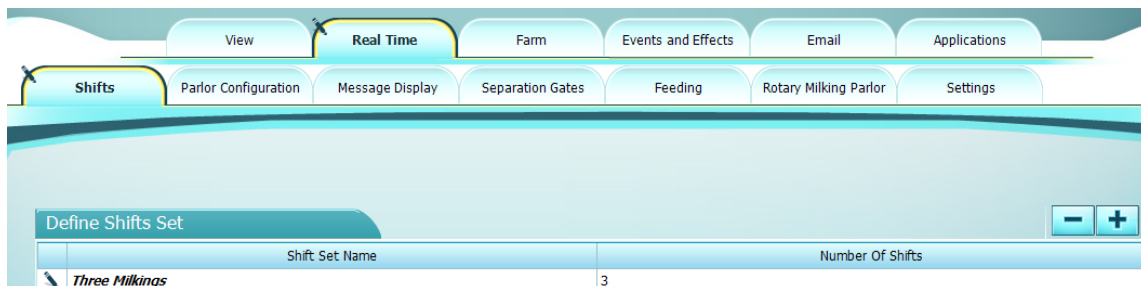 View Real Time Farm Events and Effects Email Applications
Shifts Parlor Configuration Message Display Separation Gates Feeding Rotary Milking Parlor Settings
Define Shifts Set
Shift Set Name Number Of Shifts
Three Milkings 3